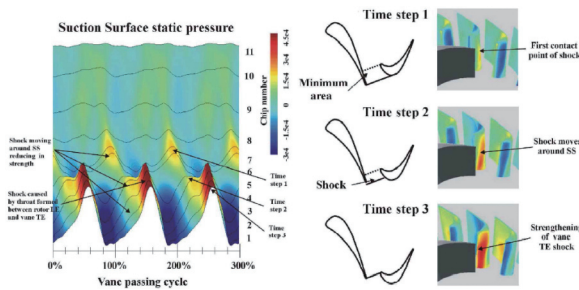 Suction Surface static pressure
11
10
9
8
7
6
5
4
3
2
1
Chip number
4.5e4
3e4
1.5e4
0
-1.5e4
-3e4
Shock moving
around SS
reducing in
strength
Shock caused
by throat formed
between rotor LE
and vane TE
Time
step 1
Time
step 2
Time
step 3
0%
100%
200%
300%
Vane passing cycle
Time step 1
Minimum
area
First contact
point of shock
Time step 2
Shock
Shock moves
around SS
Time step 3
Strengthening
of vane
TE shock